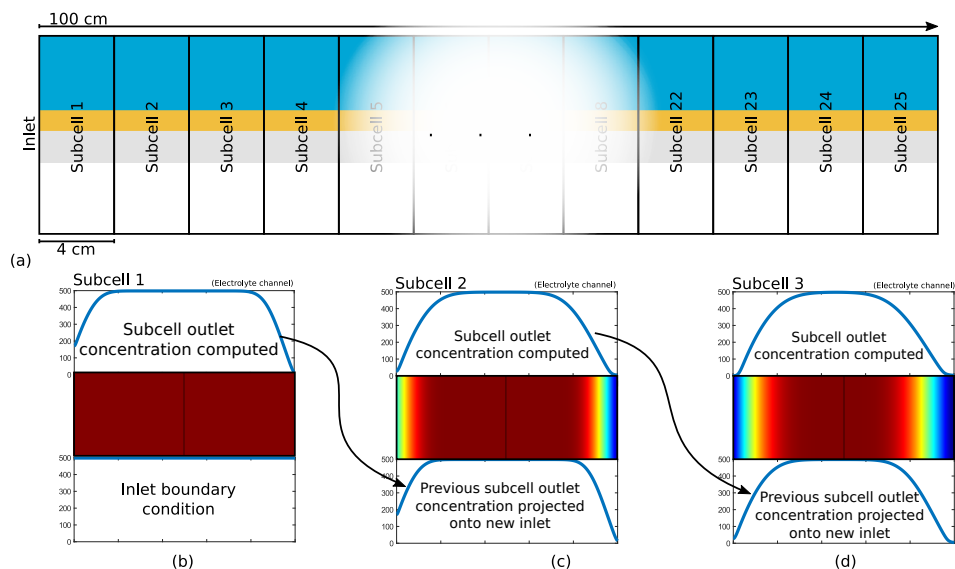 100 cm
Inlet
Subcell 1
Subcell 2
Subcell 3
Subcell 4
Subcell 5
. . .
Subcell 22
Subcell 23
Subcell 24
Subcell 25
4 cm
(a)
Subcell 1
(Electrolyte channel)
500
400
300
200
100
0
Subcell outlet
concentration computed
500
400
300
200
100
0
Inlet boundary
condition
(b)
Subcell 2
(Electrolyte channel)
500
400
300
200
100
0
Subcell outlet
concentration computed
500
400
300
200
100
0
Previous subcell outlet
concentration projected
onto new inlet
(c)
Subcell 3
(Electrolyte channel)
500
400
300
200
100
0
Subcell outlet
concentration computed
500
400
300
200
100
0
Previous subcell outlet
concentration projected
onto new inlet
(d)